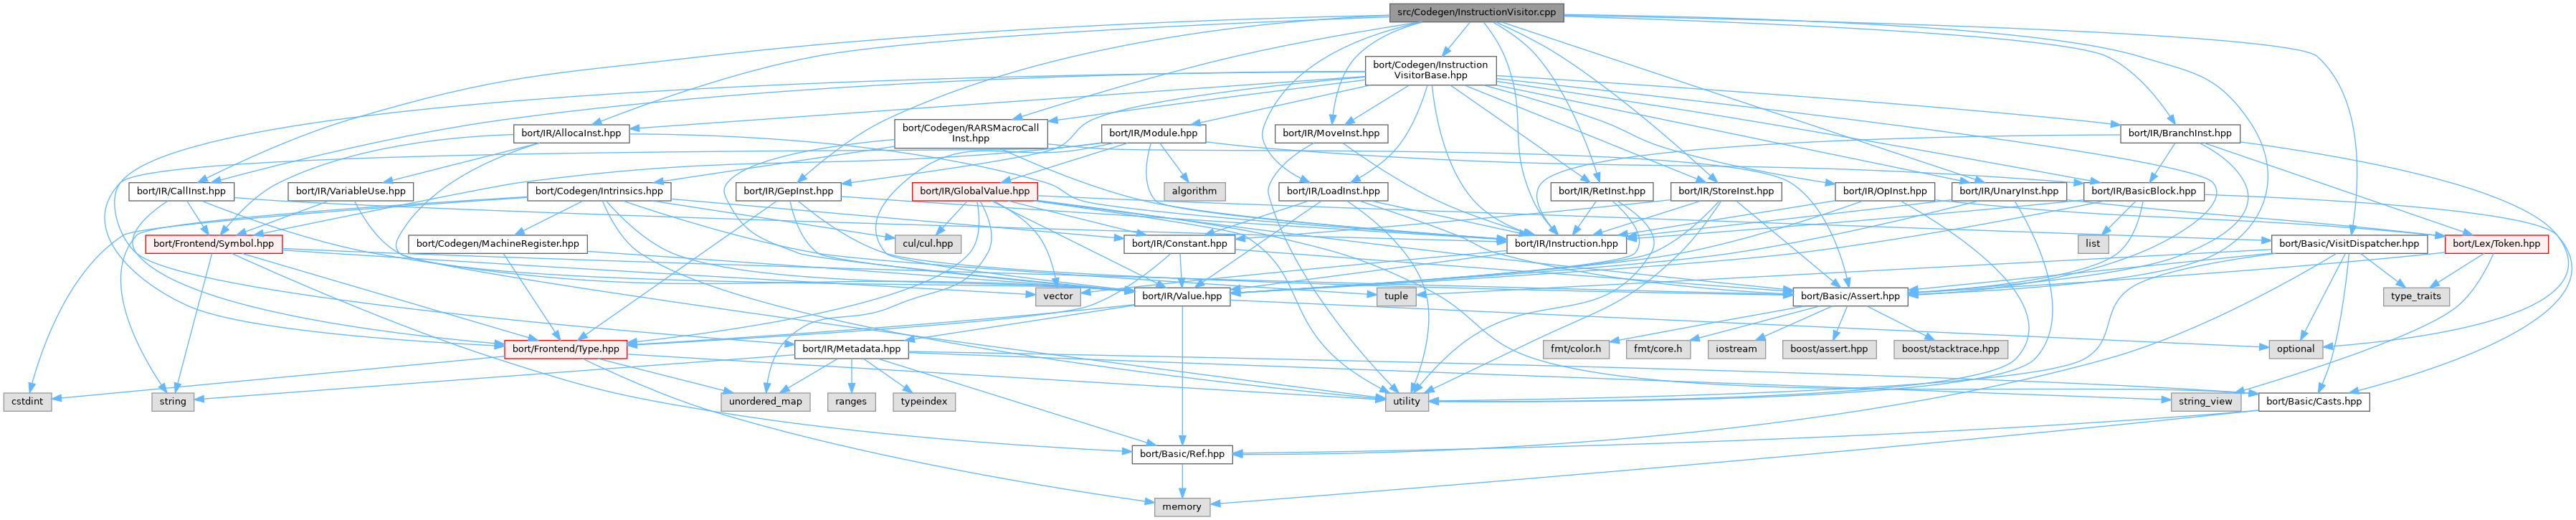 src/Codegen/InstructionVisitor.cpp
bort/Codegen/Instruction
VisitorBase.hpp
bort/IR/AllocaInst.hpp
bort/Codegen/RARSMacroCall
Inst.hpp
bort/IR/Module.hpp
bort/IR/MoveInst.hpp
bort/IR/BranchInst.hpp
bort/IR/CallInst.hpp
bort/IR/VariableUse.hpp
bort/Codegen/Intrinsics.hpp
bort/IR/GepInst.hpp
bort/IR/GlobalValue.hpp
algorithm
bort/IR/LoadInst.hpp
bort/IR/RetInst.hpp
bort/IR/StoreInst.hpp
bort/IR/OpInst.hpp
bort/IR/UnaryInst.hpp
bort/IR/BasicBlock.hpp
bort/Frontend/Symbol.hpp
bort/Codegen/MachineRegister.hpp
cul/cul.hpp
bort/IR/Constant.hpp
bort/IR/Instruction.hpp
list
bort/Basic/VisitDispatcher.hpp
bort/Lex/Token.hpp
vector
bort/IR/Value.hpp
tuple
bort/Basic/Assert.hpp
type_traits
bort/Frontend/Type.hpp
bort/IR/Metadata.hpp
fmt/color.h
fmt/core.h
iostream
boost/assert.hpp
boost/stacktrace.hpp
optional
cstdint
string
unordered_map
ranges
typeindex
utility
string_view
bort/Basic/Casts.hpp
bort/Basic/Ref.hpp
memory